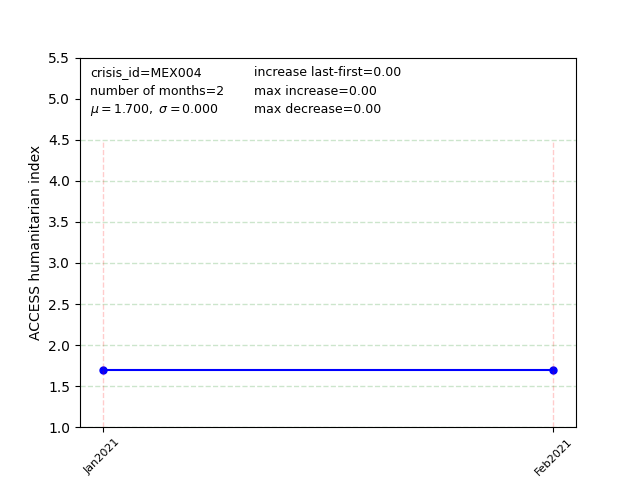 crisis_id=MEX004
number of months=2
μ = 1.700, σ = 0.000
increase last-first=0.00
max increase=0.00
max decrease=0.00
ACCESS humanitarian index
5.5
5.0
4.5
4.0
3.5
3.0
2.5
2.0
1.5
1.0
Jan2021
Feb2021